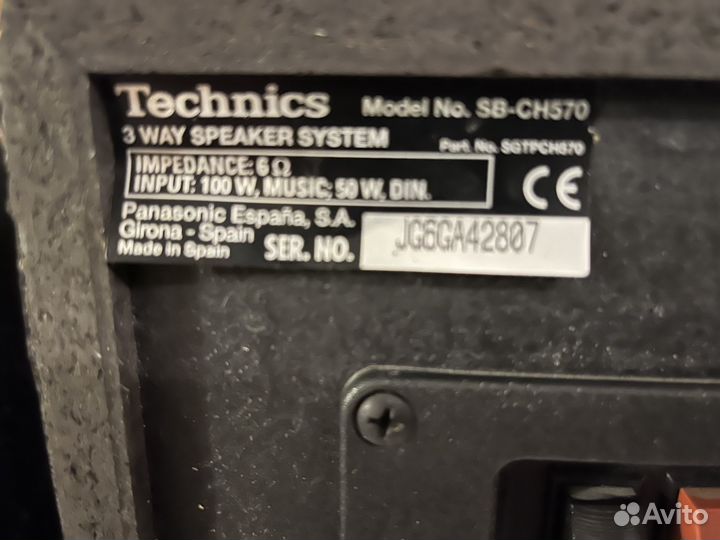 Technics Model No. SB-CH570
3 WAY SPEAKER SYSTEM Part. No. SGTPCH570
IMPEDANCE: 6 Ω
INPUT: 100 W, MUSIC; 50 W, DIN.
CE
Panasonic España, S.A.
Girona - Spain
Made in Spain SER. NO. JG6GA42807
Avito